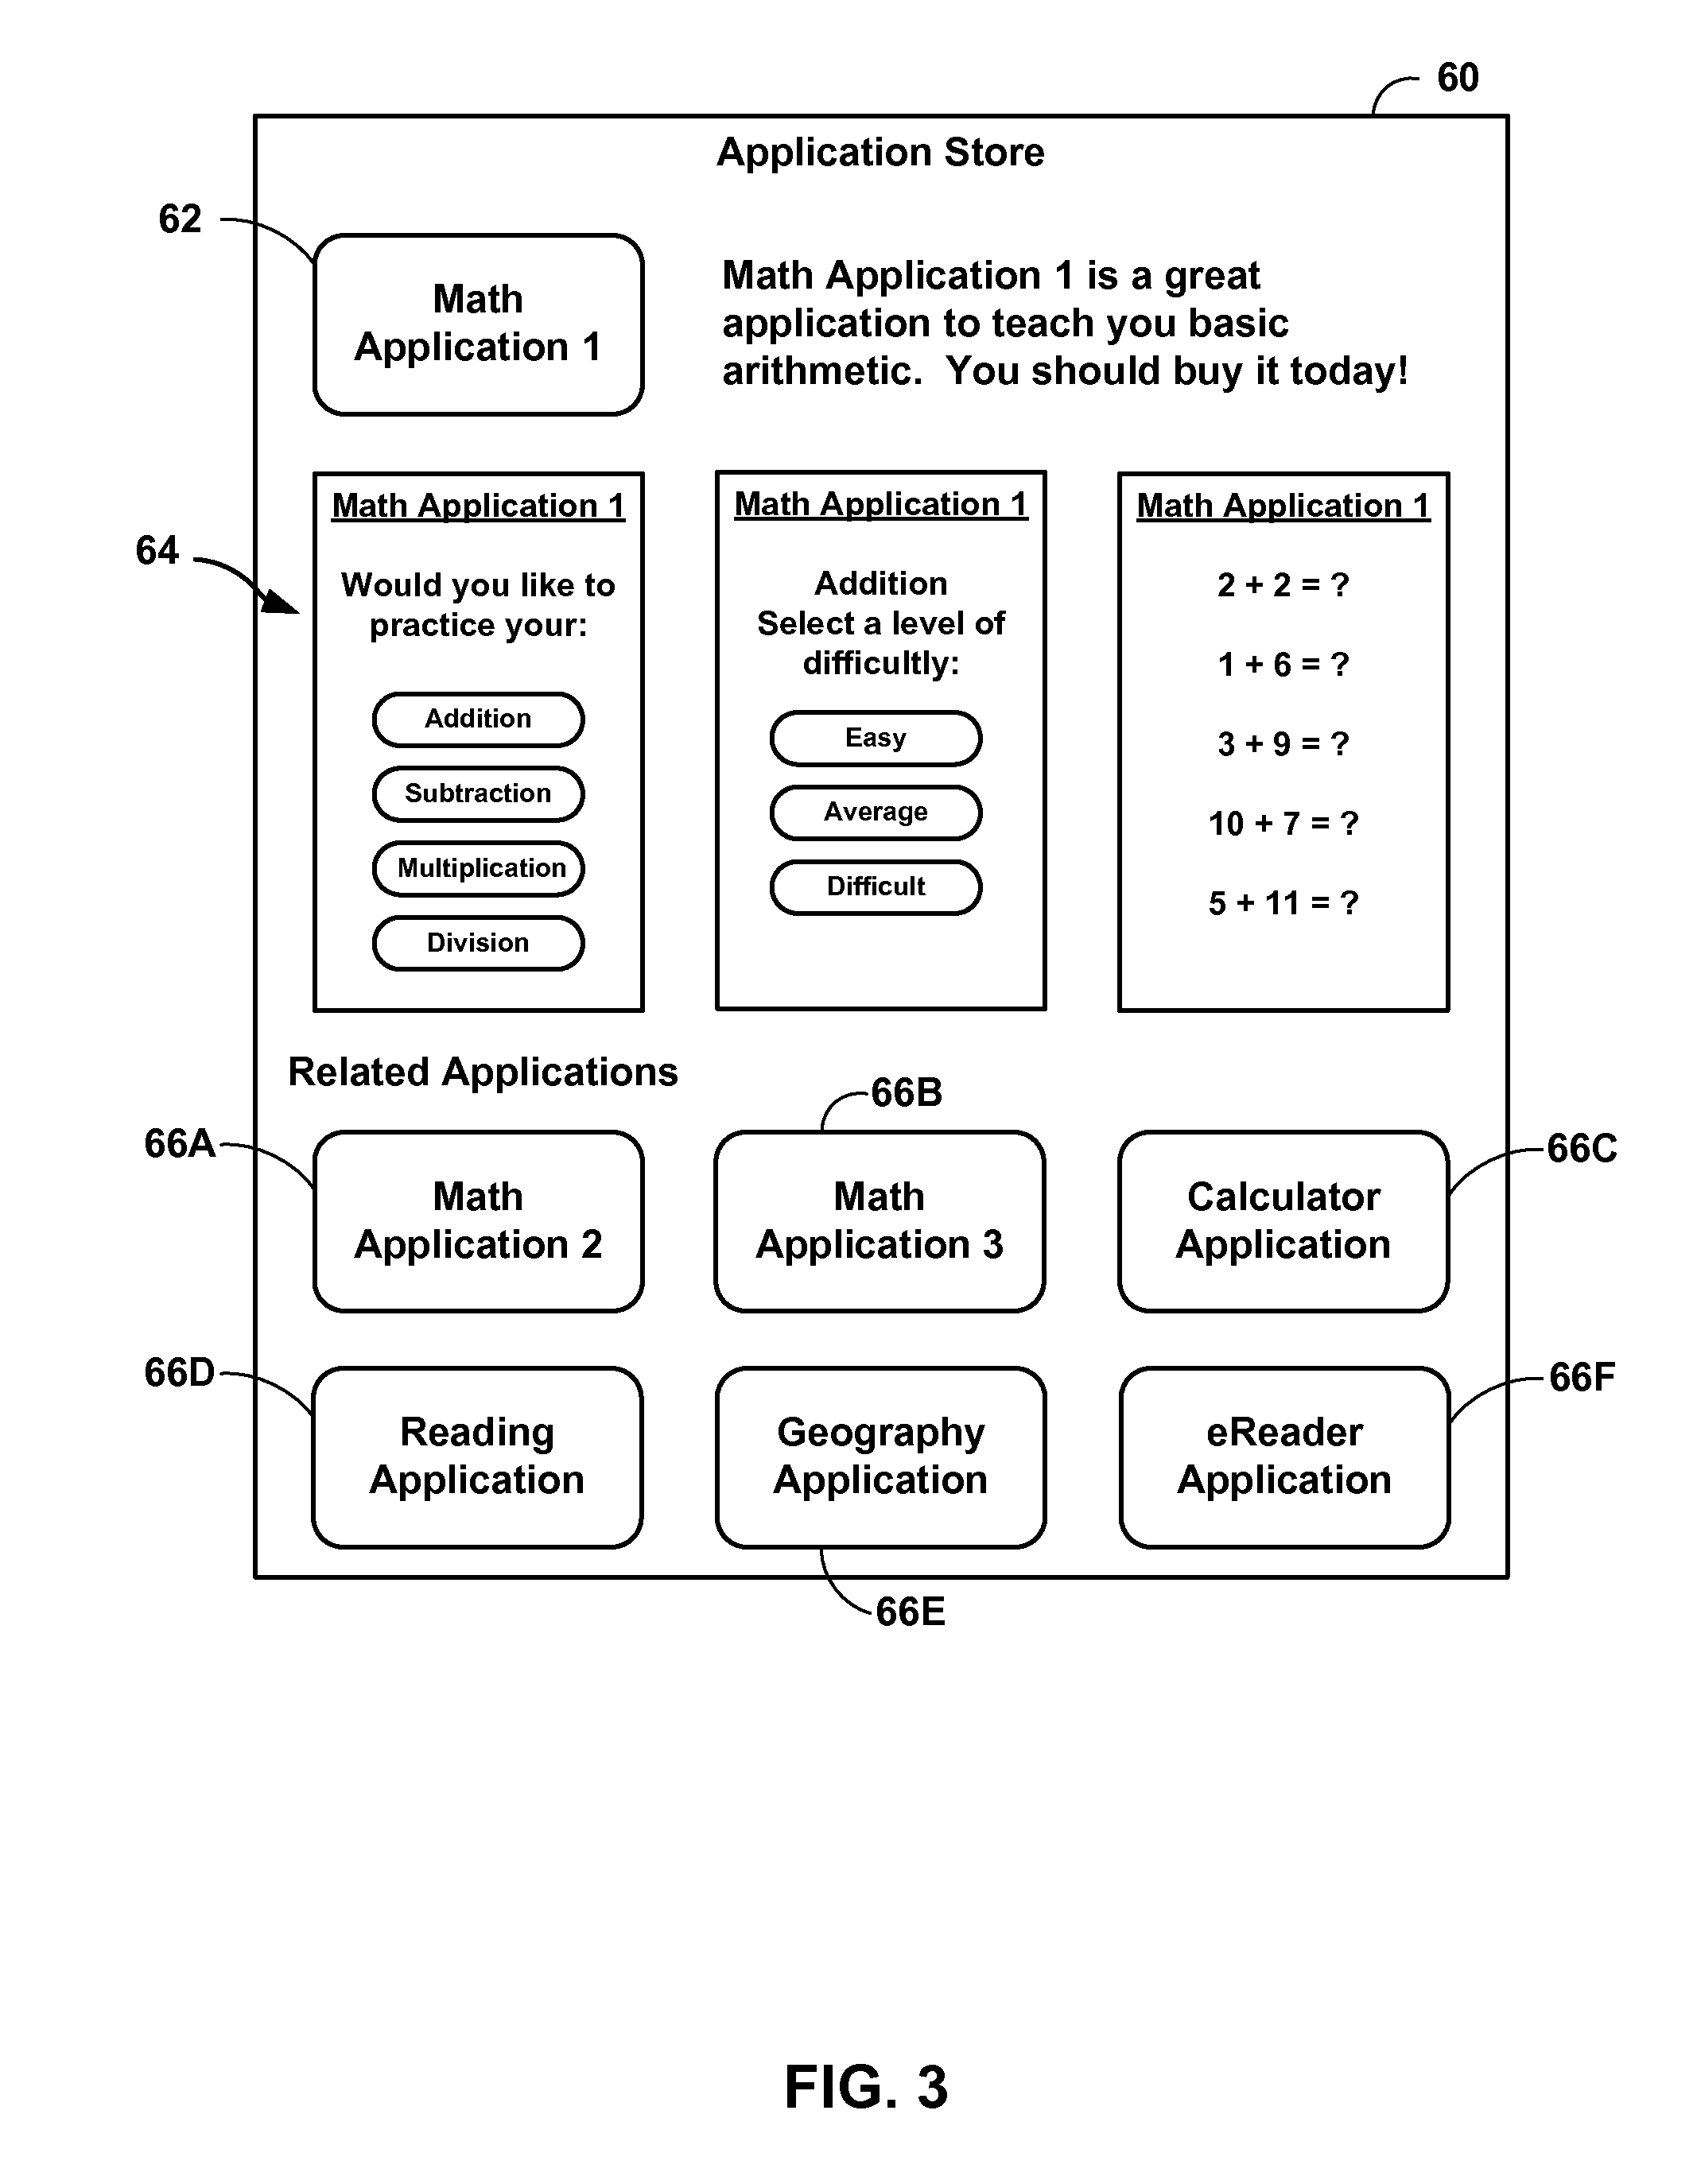 60
Application Store
62
Math
Application 1
Math Application 1 is a great
application to teach you basic
arithmetic.  You should buy it today!
64
Math Application 1
Would you like to
practice your:
Addition
Subtraction
Multiplication
Division
Math Application 1
Addition
Select a level of
difficultly:
Easy
Average
Difficult
Math Application 1
2 + 2 = ?
1 + 6 = ?
3 + 9 = ?
10 + 7 = ?
5 + 11 = ?
Related Applications
66A
Math
Application 2
66B
Math
Application 3
66C
Calculator
Application
66D
Reading
Application
Geography
Application
66E
66F
eReader
Application
FIG. 3